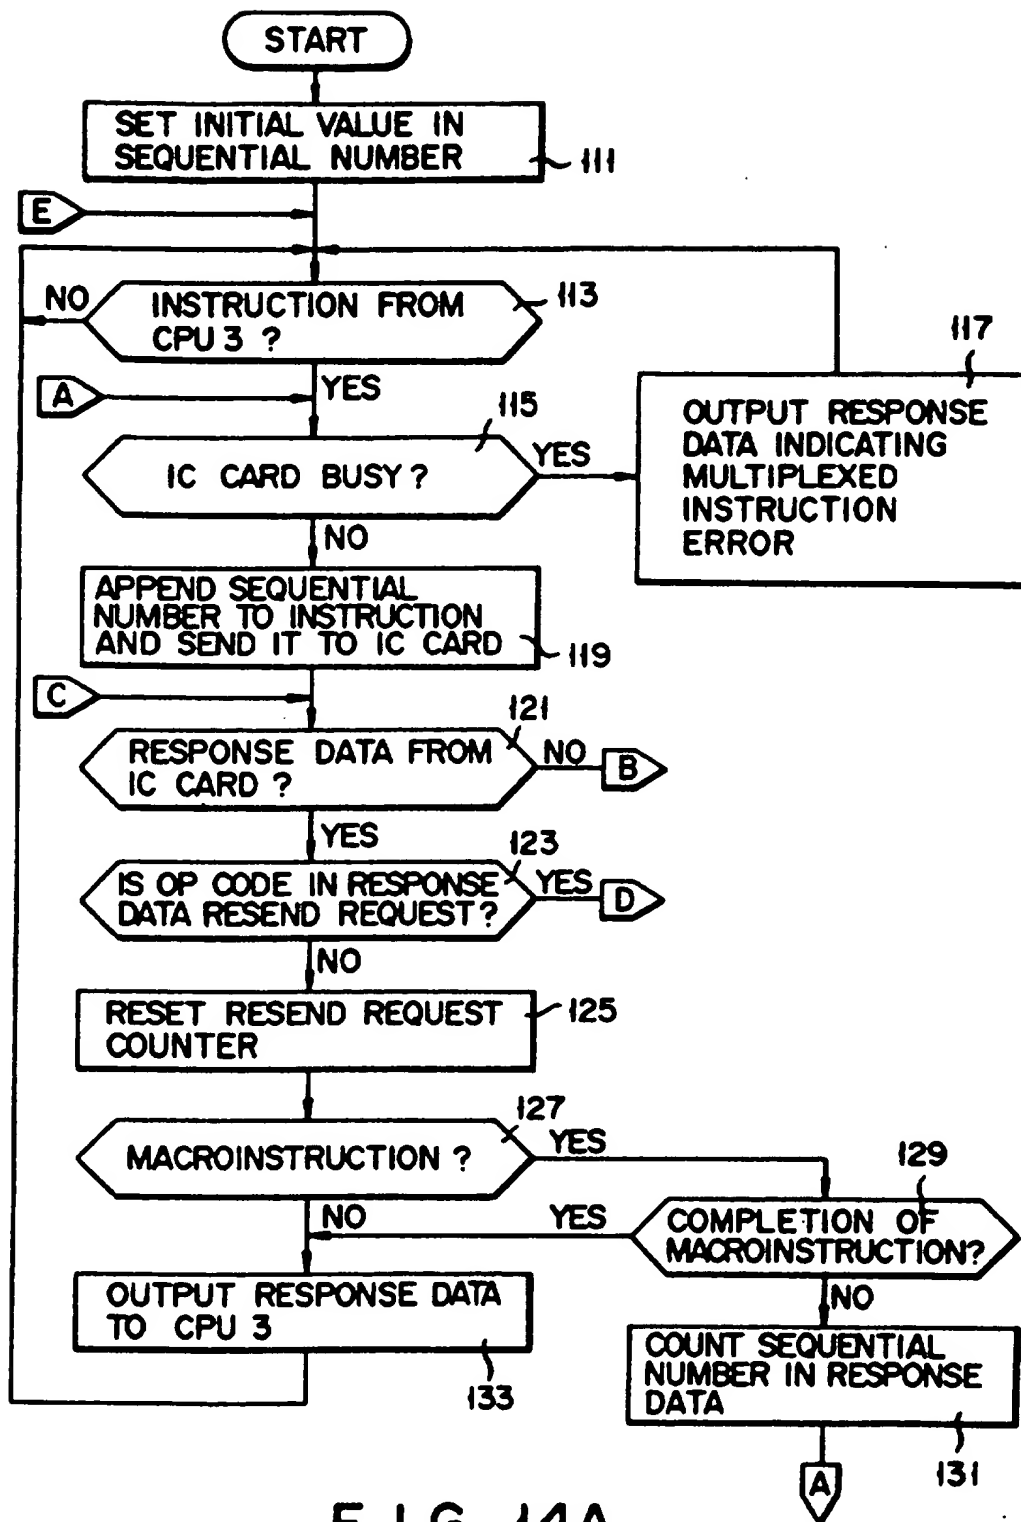 START
SET INITIAL VALUE IN
SEQUENTIAL NUMBER
111
E
NO
INSTRUCTION FROM
CPU 3 ?
113
117
A
YES
115
OUTPUT RESPONSE
DATA INDICATING
MULTIPLEXED
INSTRUCTION
ERROR
IC CARD BUSY ?
YES
NO
APPEND SEQUENTIAL
NUMBER TO INSTRUCTION
AND SEND IT TO IC CARD
119
C
121
RESPONSE DATA FROM
IC CARD ?
NO
B
YES
123
IS OP CODE IN RESPONSE
DATA RESEND REQUEST ?
YES
D
NO
RESET RESEND REQUEST
COUNTER
125
127
MACROINSTRUCTION ?
YES
129
NO
YES
COMPLETION OF
MACROINSTRUCTION?
OUTPUT RESPONSE DATA
TO CPU 3
133
NO
COUNT SEQUENTIAL
NUMBER IN RESPONSE
DATA
131
A
FIG. 14A